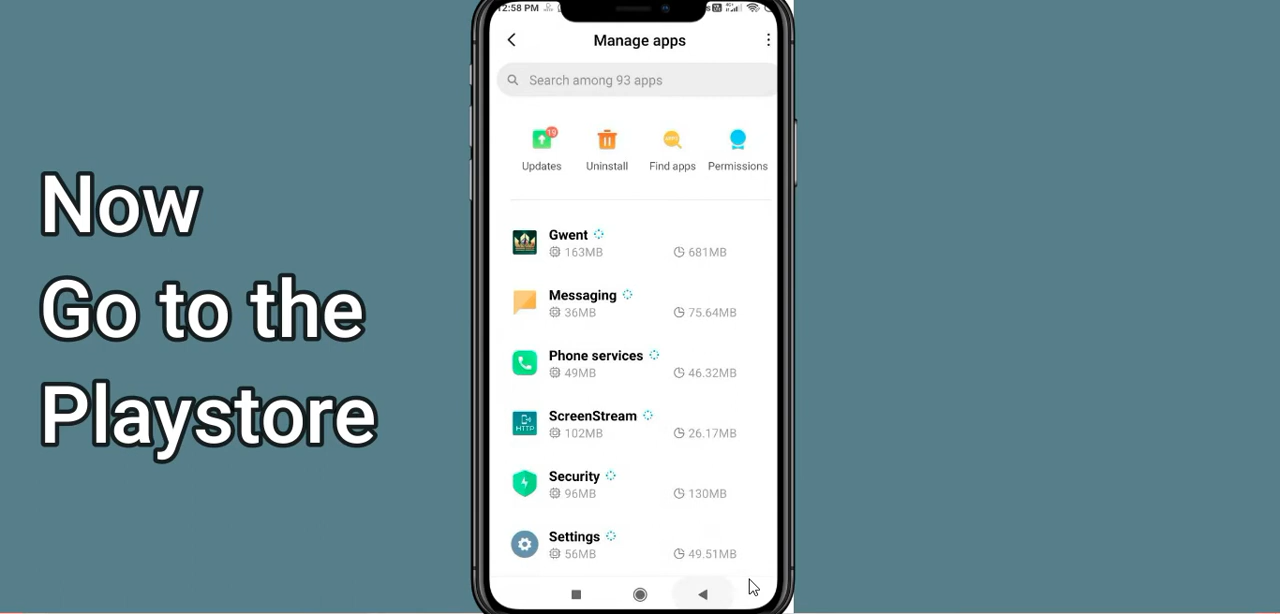 Now
Go to the
Playstore
12:58 PM
Manage apps
Search among 93 apps
19
Updates
Uninstall
Find apps
Permissions
Gwent
163MB
681MB
Messaging
36MB
75.64MB
Phone services
49MB
46.32MB
HTTP
ScreenStream
102MB
26.17MB
Security
96MB
130MB
Settings
56MB
49.51MB